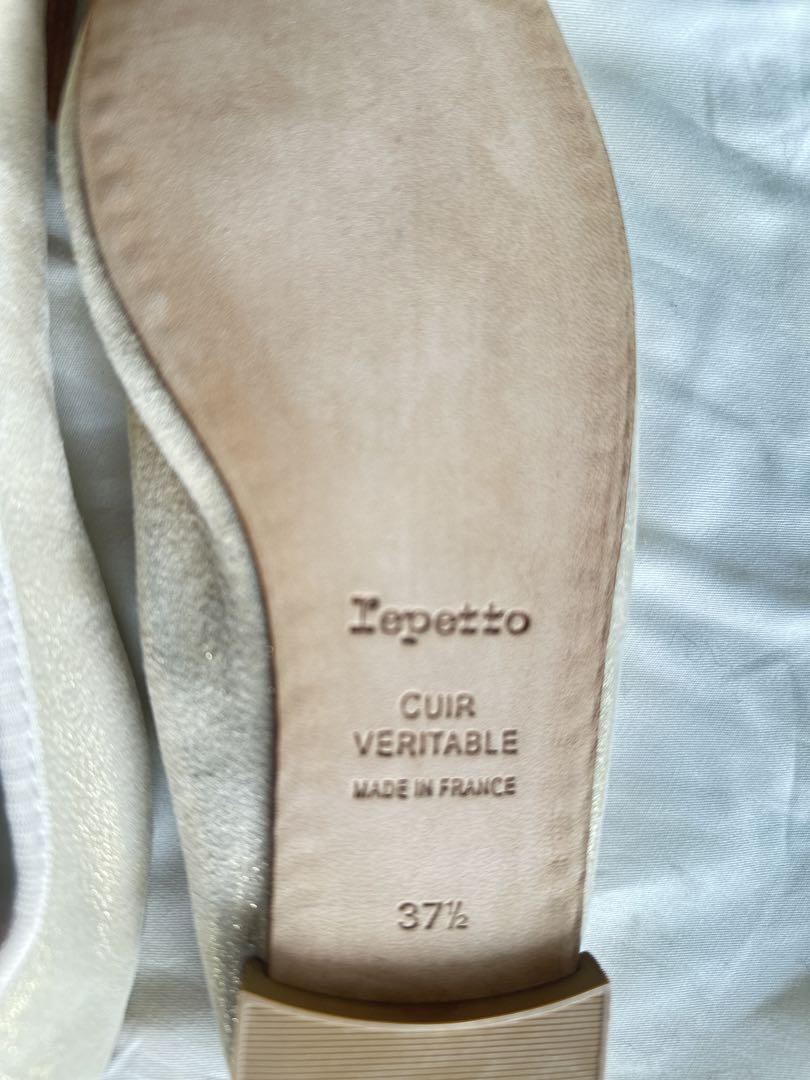 repetto
CUIR
VERITABLE
MADE IN FRANCE
37½